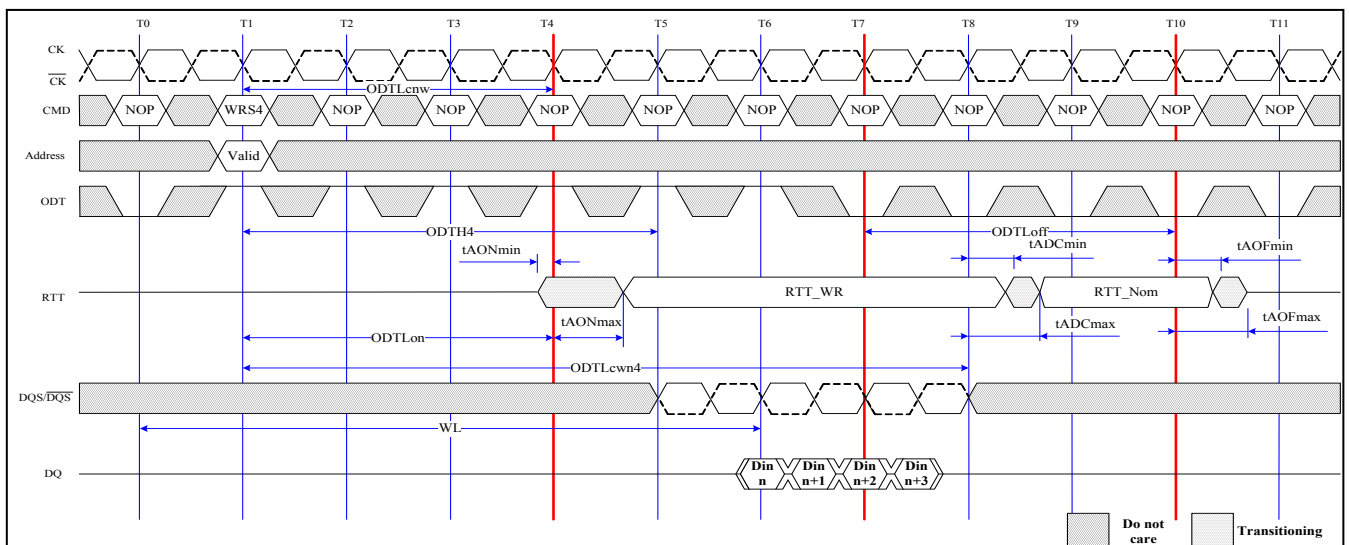 T0 T1 T2 T3 T4 T5 T6 T7 T8 T9 T10 T11
CK
CK
ODTLcnw
CMD NOP WRS4 NOP NOP NOP NOP NOP NOP NOP NOP NOP NOP
Address Valid
ODT
ODTH4 ODTLoff
tAONmin tADCmin tAOFmin
RTT RTT_WR RTT_Nom
tAONmax tADCmax tAOFmax
ODTLon
ODTLcwn4
DQS/DQS
WL
DQ Din n Din n+1 Din n+2 Din n+3
Do not care Transitioning